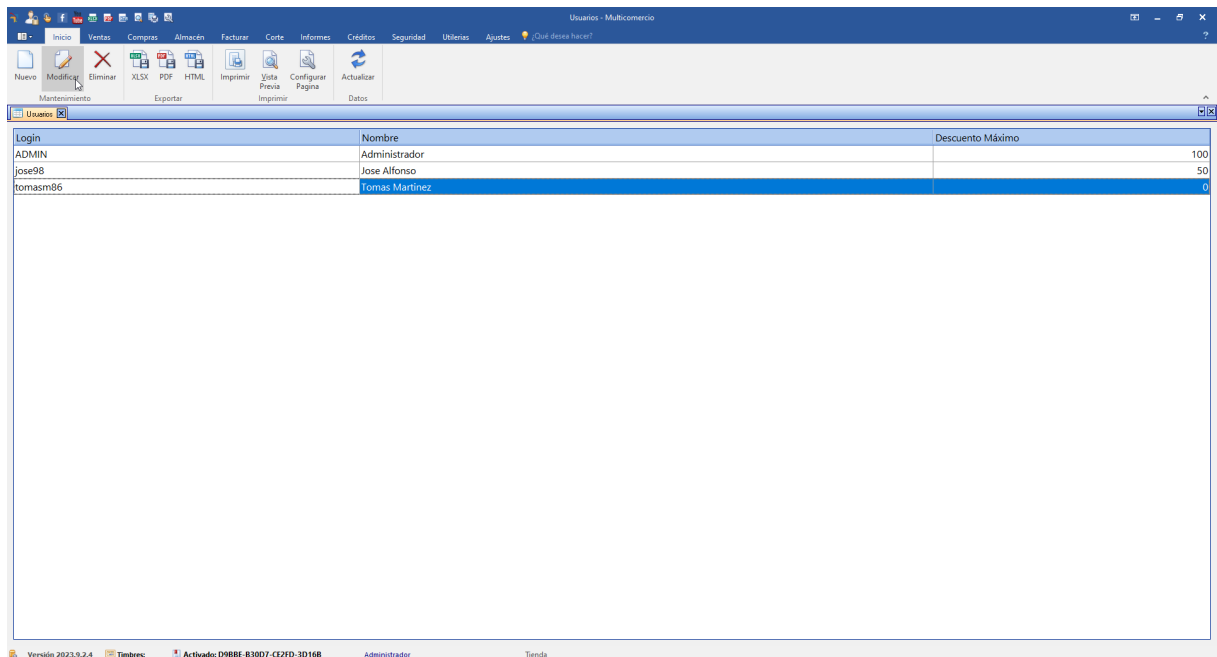 Usuarios - Multicomercio
Inicio Ventas Compras Almacén Facturar Corte Informes Créditos Seguridad Utilerias Ajustes ¿Qué desea hacer? ?
Nuevo Modificar Eliminar XLSX PDF HTML Imprimir Vista Previa Configurar Pagina Actualizar
Mantenimiento Exportar Imprimir Datos
Usuarios
Login Nombre Descuento Máximo
ADMIN Administrador 100
jose98 Jose Alfonso 50
tomasm86 Tomas Martinez 0
Versión 2023.9.2.4 Timbres: Activado: D9BBE-B30D7-CE2FD-3D16B Administrador Tienda